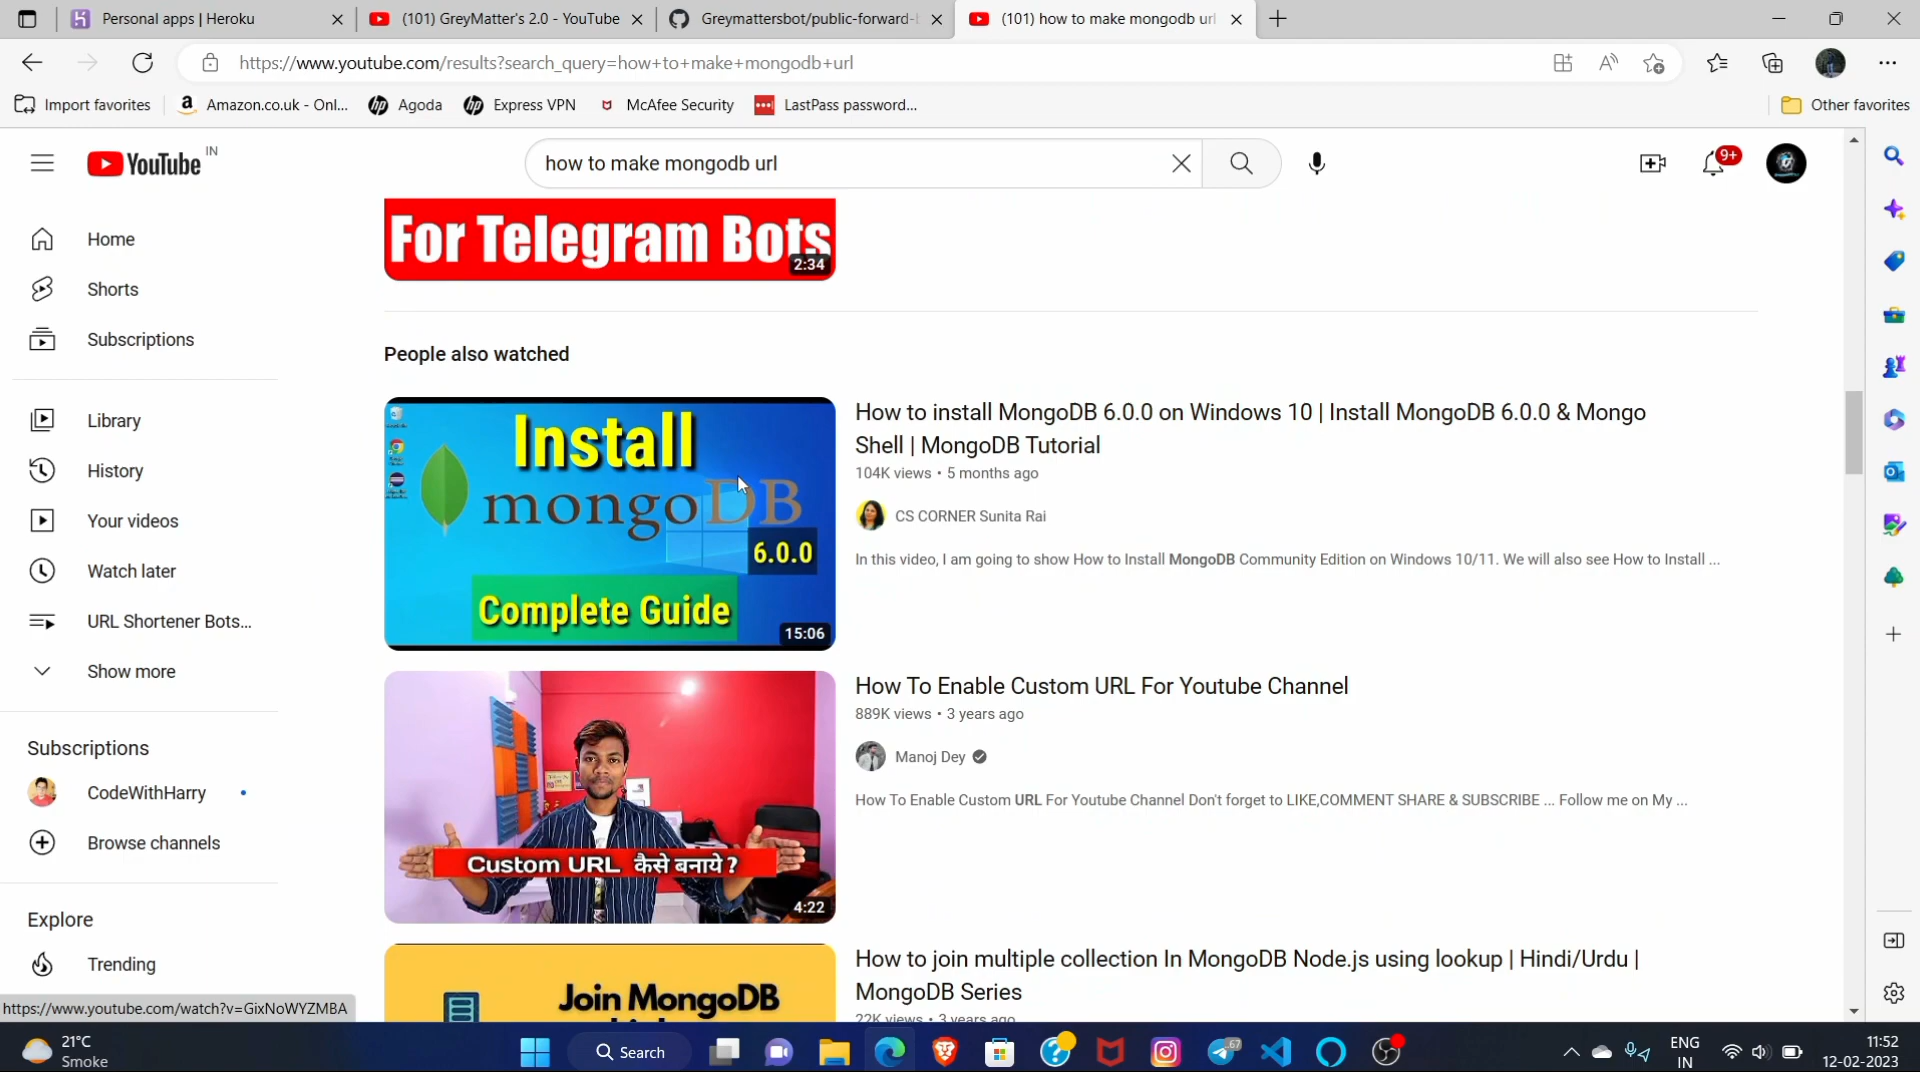 Personal apps | Heroku
(101) GreyMatter's 2.0 - YouTube
Greymattersbot/public-forward-
(101) how to make mongodb url
https://www.youtube.com/results?search_query=how+to+make+mongodb+url
Import favorites
Amazon.co.uk - Onl...
Agoda
Express VPN
McAfee Security
LastPass password...
Other favorites
YouTube IN
how to make mongodb url
9+
Home
Shorts
Subscriptions
Library
History
Your videos
Watch later
URL Shortener Bots...
Show more
Subscriptions
CodeWithHarry
Browse channels
Explore
Trending
https://www.youtube.com/watch?v=GixNoWYZMBA
For Telegram Bots
2:34
People also watched
Install
mongoDB
6.0.0
Complete Guide
15:06
How to install MongoDB 6.0.0 on Windows 10 | Install MongoDB 6.0.0 & Mongo
Shell | MongoDB Tutorial
104K views • 5 months ago
CS CORNER Sunita Rai
In this video, I am going to show How to Install MongoDB Community Edition on Windows 10/11. We will also see How to Install ...
Custom URL कैसे बनाये ?
4:22
How To Enable Custom URL For Youtube Channel
889K views • 3 years ago
Manoj Dey
How To Enable Custom URL For Youtube Channel Don't forget to LIKE,COMMENT SHARE & SUBSCRIBE ... Follow me on My ...
Join MongoDB
How to join multiple collection In MongoDB Node.js using lookup | Hindi/Urdu |
MongoDB Series
22K views • 3 years ago
21°C
Smoke
Search
67
ENG
IN
11:52
12-02-2023